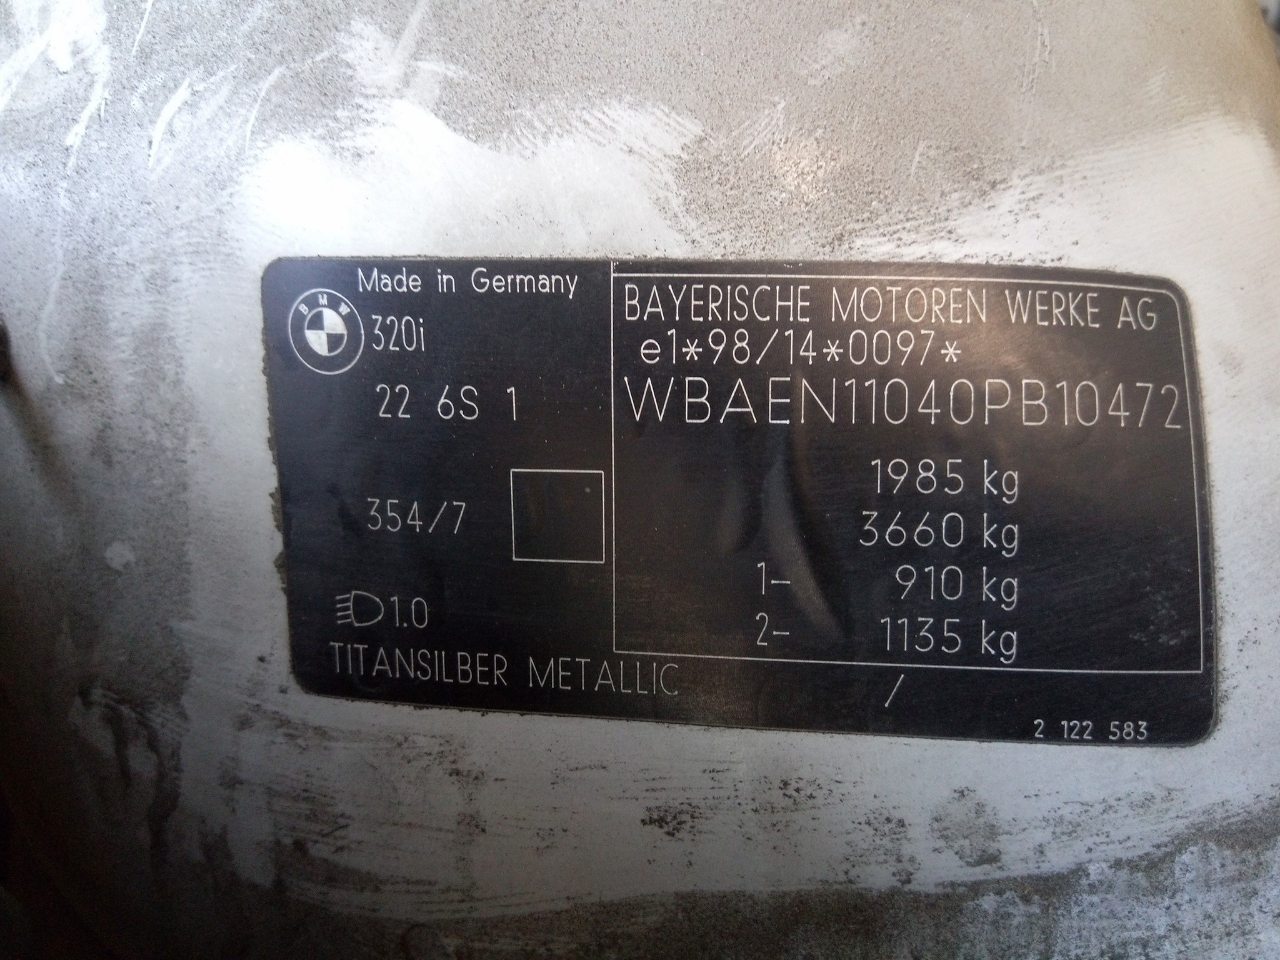 Made in Germany
BMW
320i
22 6S 1
354/7
1.0
TITANSILBER METALLIC
BAYERISCHE MOTOREN WERKE AG
e1*98/14*0097*
WBAEN11040PB10472
1985 kg
3660 kg
1- 910 kg
2- 1135 kg
/
2 122 583